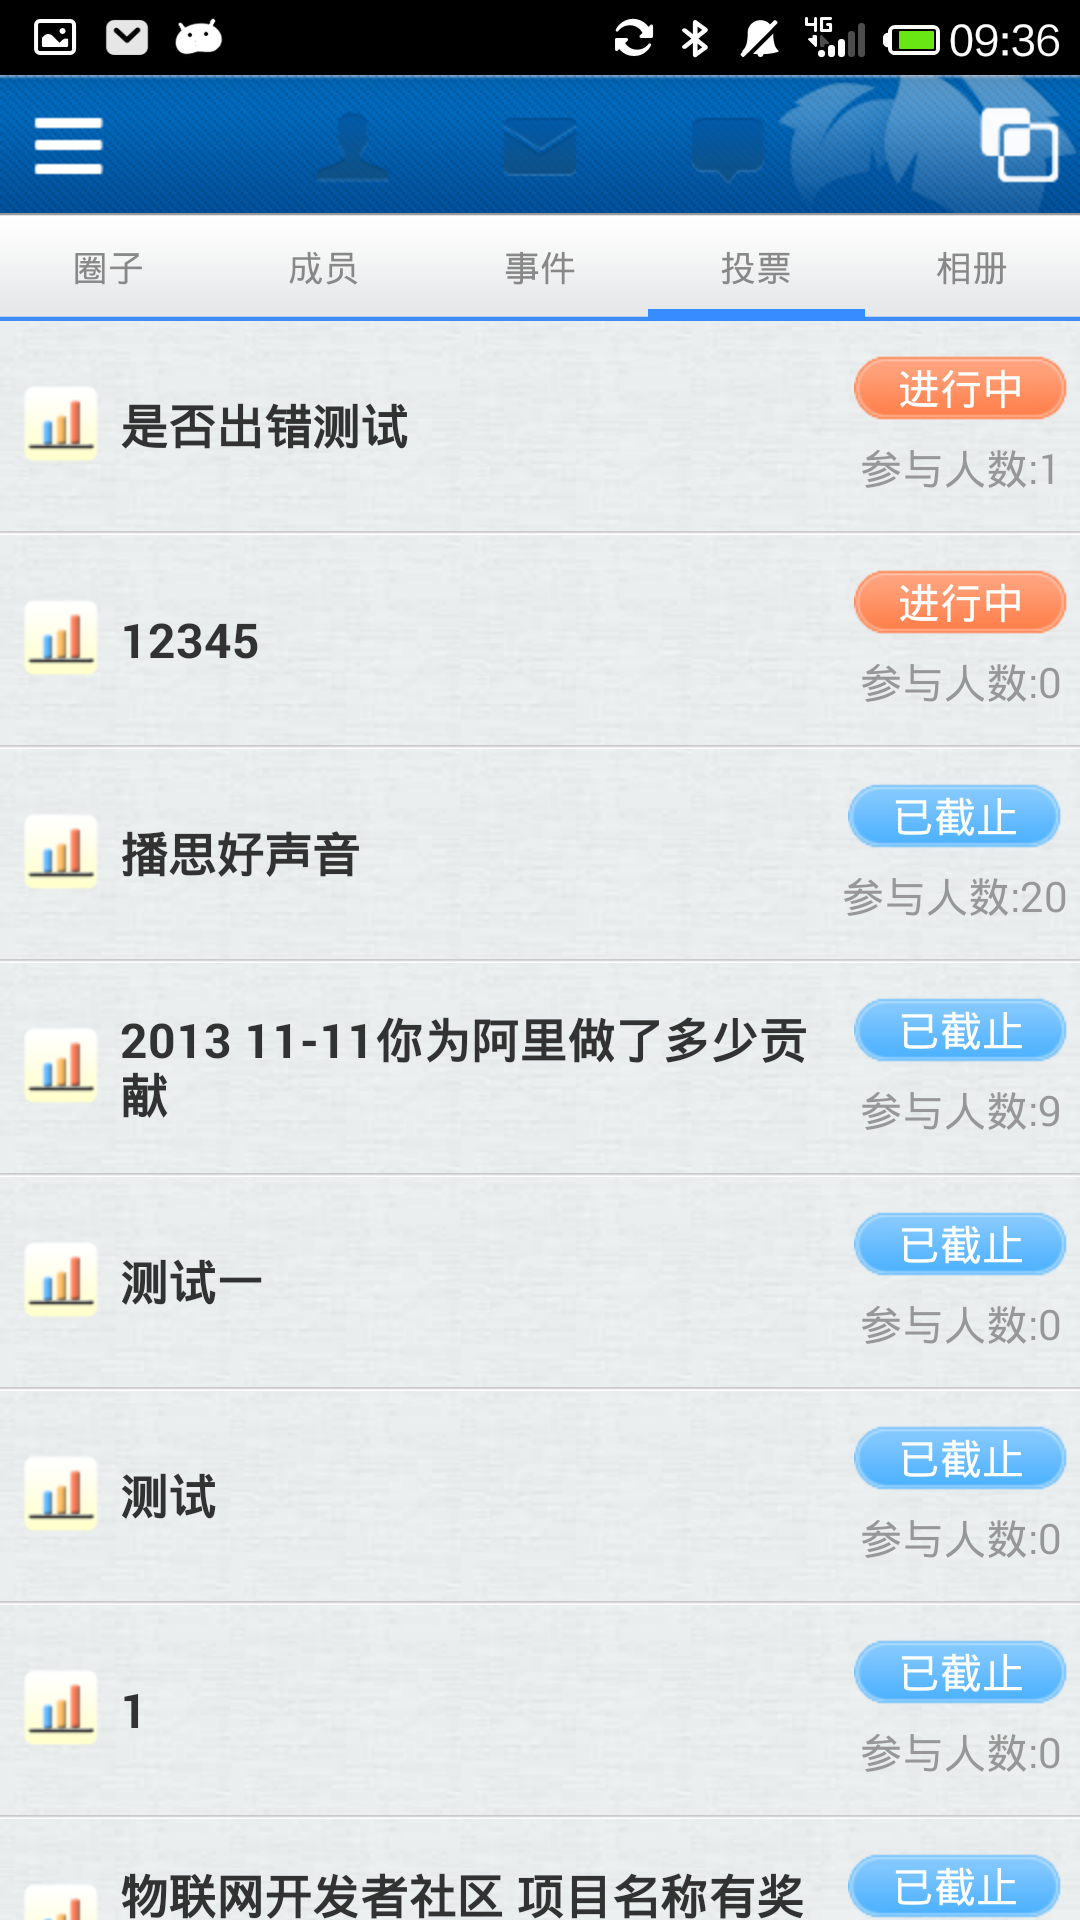 4G 09:36
圈子 成员 事件 投票 相册
进行中
是否出错测试
参与人数:1
进行中
12345
参与人数:0
已截止
播思好声音
参与人数:20
2013 11-11你为阿里做了多少贡
献
已截止
参与人数:9
已截止
测试一
参与人数:0
已截止
测试
参与人数:0
已截止
1
参与人数:0
物联网开发者社区 项目名称有奖
已截止